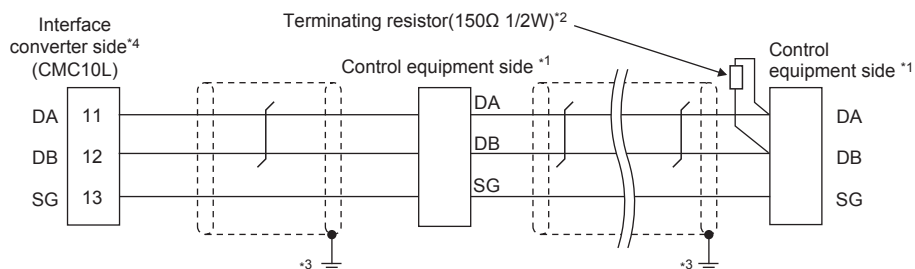 Terminating resistor(150Ω 1/2W)*2
Interface
converter side*4
(CMC10L)
Control equipment side *1
Control
equipment side *1
DA 11 DA DA
DB 12 DB DB
SG 13 SG SG
*3 *3